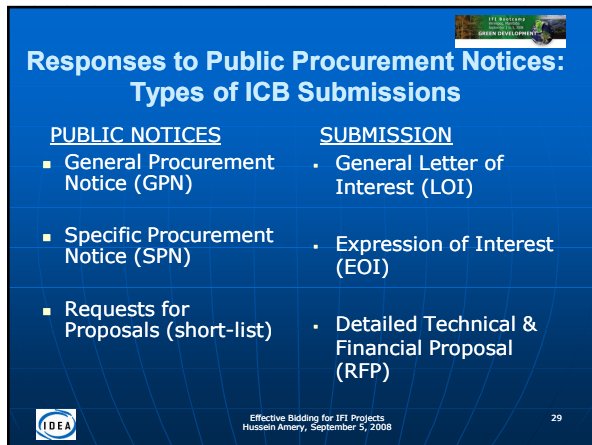 IFI Bootcamp
GREEN DEVELOPMENT
Responses to Public Procurement Notices:
Types of ICB Submissions
PUBLIC NOTICES
General Procurement
Notice (GPN)
Specific Procurement
Notice (SPN)
Requests for
Proposals (short-list)
SUBMISSION
General Letter of
Interest (LOI)
Expression of Interest
(EOI)
Detailed Technical &
Financial Proposal
(RFP)
IDEA
Effective Bidding for IFI Projects
Hussein Amery, September 5, 2008
29